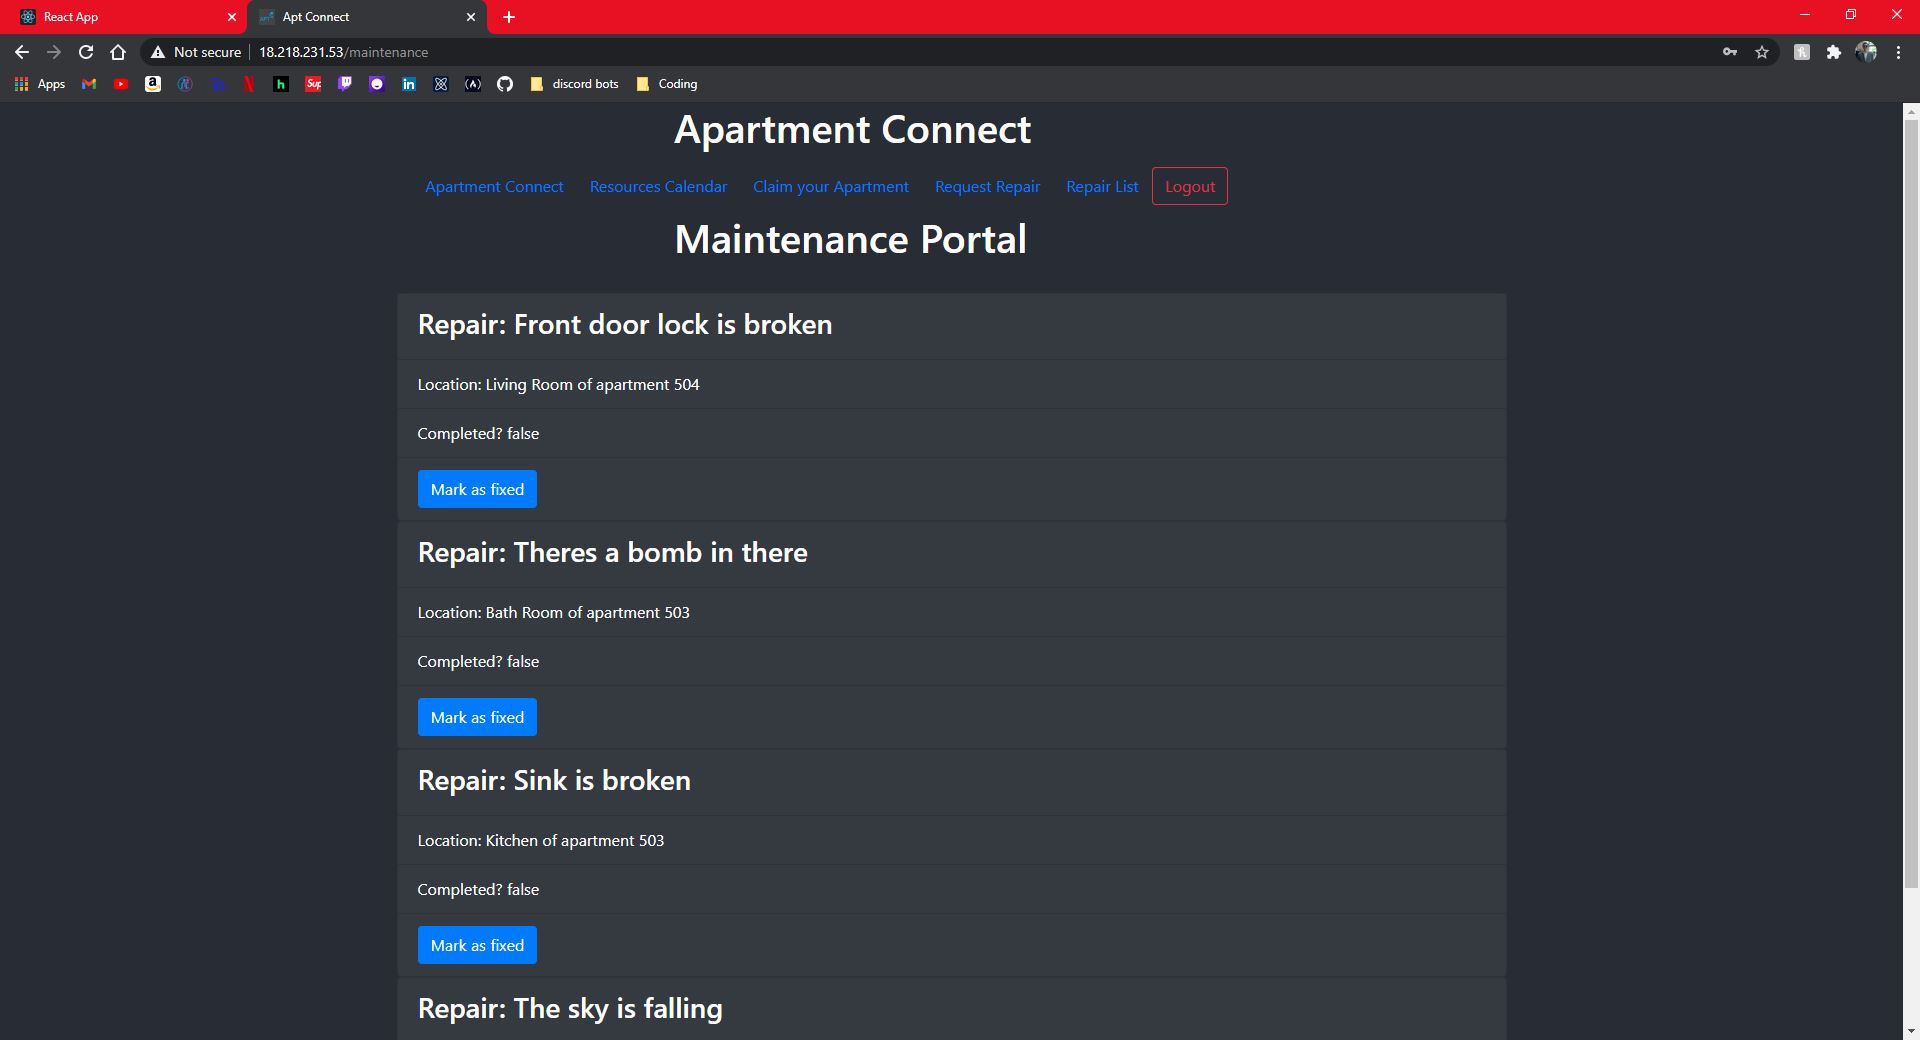 React App
Apt Connect
Not secure
18.218.231.53/maintenance
Apps
a
h
Sup
in
discord bots
Coding
Apartment Connect
Apartment Connect
Resources Calendar
Claim your Apartment
Request Repair
Repair List
Logout
Maintenance Portal
Repair: Front door lock is broken
Location: Living Room of apartment 504
Completed? false
Mark as fixed
Repair: Theres a bomb in there
Location: Bath Room of apartment 503
Completed? false
Mark as fixed
Repair: Sink is broken
Location: Kitchen of apartment 503
Completed? false
Mark as fixed
Repair: The sky is falling